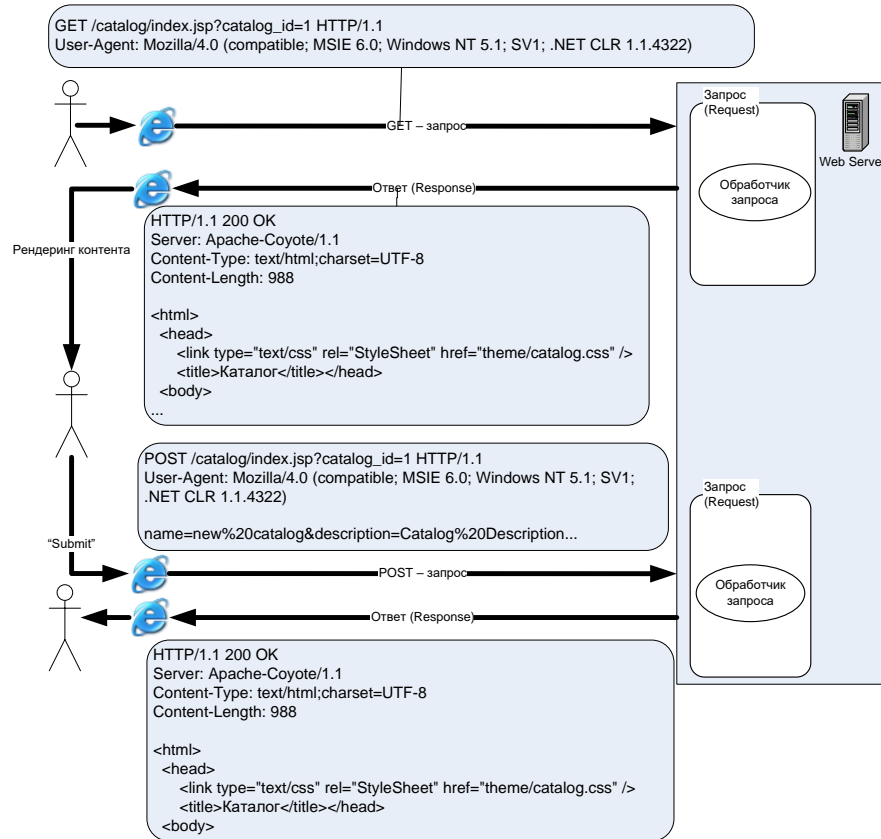 GET /catalog/index.jsp?catalog_id=1 HTTP/1.1
User-Agent: Mozilla/4.0 (compatible; MSIE 6.0; Windows NT 5.1; SV1; .NET CLR 1.1.4322)
Запрос
(Request)
GET – запрос
Web Serve
Обработчик
запроса
Ответ (Response)
HTTP/1.1 200 OK
Server: Apache-Coyote/1.1
Content-Type: text/html;charset=UTF-8
Content-Length: 988
<html>
<head>
<link type="text/css" rel="StyleSheet" href="theme/catalog.css" />
<title>Каталог</title></head>
<body>
...
Рендеринг контента
POST /catalog/index.jsp?catalog_id=1 HTTP/1.1
User-Agent: Mozilla/4.0 (compatible; MSIE 6.0; Windows NT 5.1; SV1;
.NET CLR 1.1.4322)
name=new%20catalog&description=Catalog%20Description...
Запрос
(Request)
“Submit”
POST – запрос
Обработчик
запроса
Ответ (Response)
HTTP/1.1 200 OK
Server: Apache-Coyote/1.1
Content-Type: text/html;charset=UTF-8
Content-Length: 988
<html>
<head>
<link type="text/css" rel="StyleSheet" href="theme/catalog.css" />
<title>Каталог</title></head>
<body>